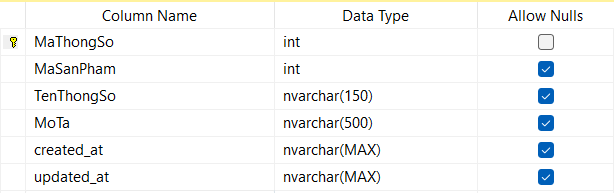 Column Name Data Type Allow Nulls
MaThongSo int
MaSanPham int
TenThongSo nvarchar(150)
MoTa nvarchar(500)
created_at nvarchar(MAX)
updated_at nvarchar(MAX)